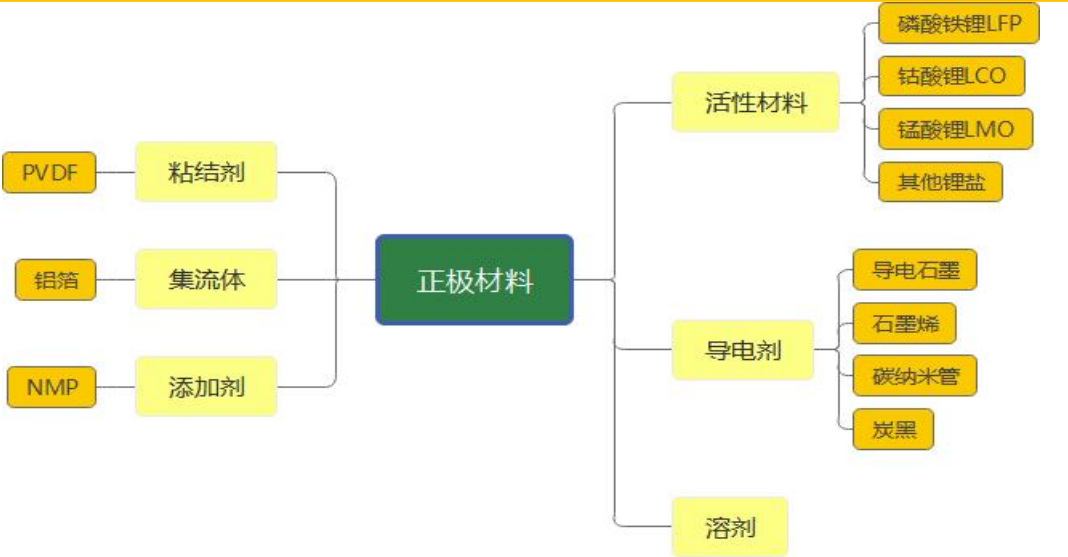 正极材料
活性材料
磷酸铁锂LFP
钴酸锂LCO
锰酸锂LMO
其他锂盐
导电剂
导电石墨
石墨烯
碳纳米管
炭黑
溶剂
粘结剂
PVDF
集流体
铝箔
添加剂
NMP